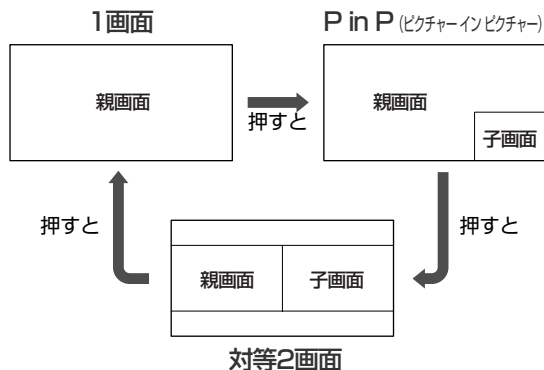 1画面
P in P (ピクチャーインピクチャー)
親画面
押すと
親画面
子画面
押すと
押すと
親画面
子画面
対等2画面